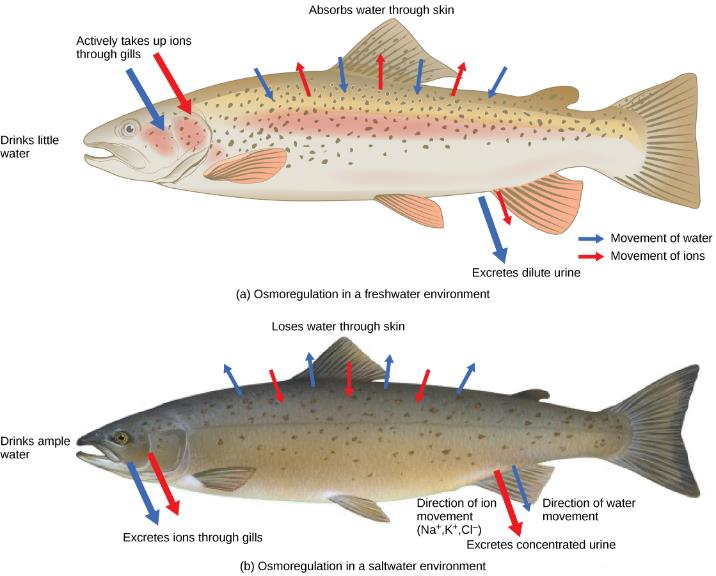 Absorbs water through skin
Actively takes up ions
through gills
Drinks little
water
Movement of water
Movement of ions
Excretes dilute urine
(a) Osmoregulation in a freshwater environment
Loses water through skin
Drinks ample
water
Direction of ion
movement
(Na⁺,K⁺,Cl⁻)
Direction of water
movement
Excretes ions through gills
Excretes concentrated urine
(b) Osmoregulation in a saltwater environment